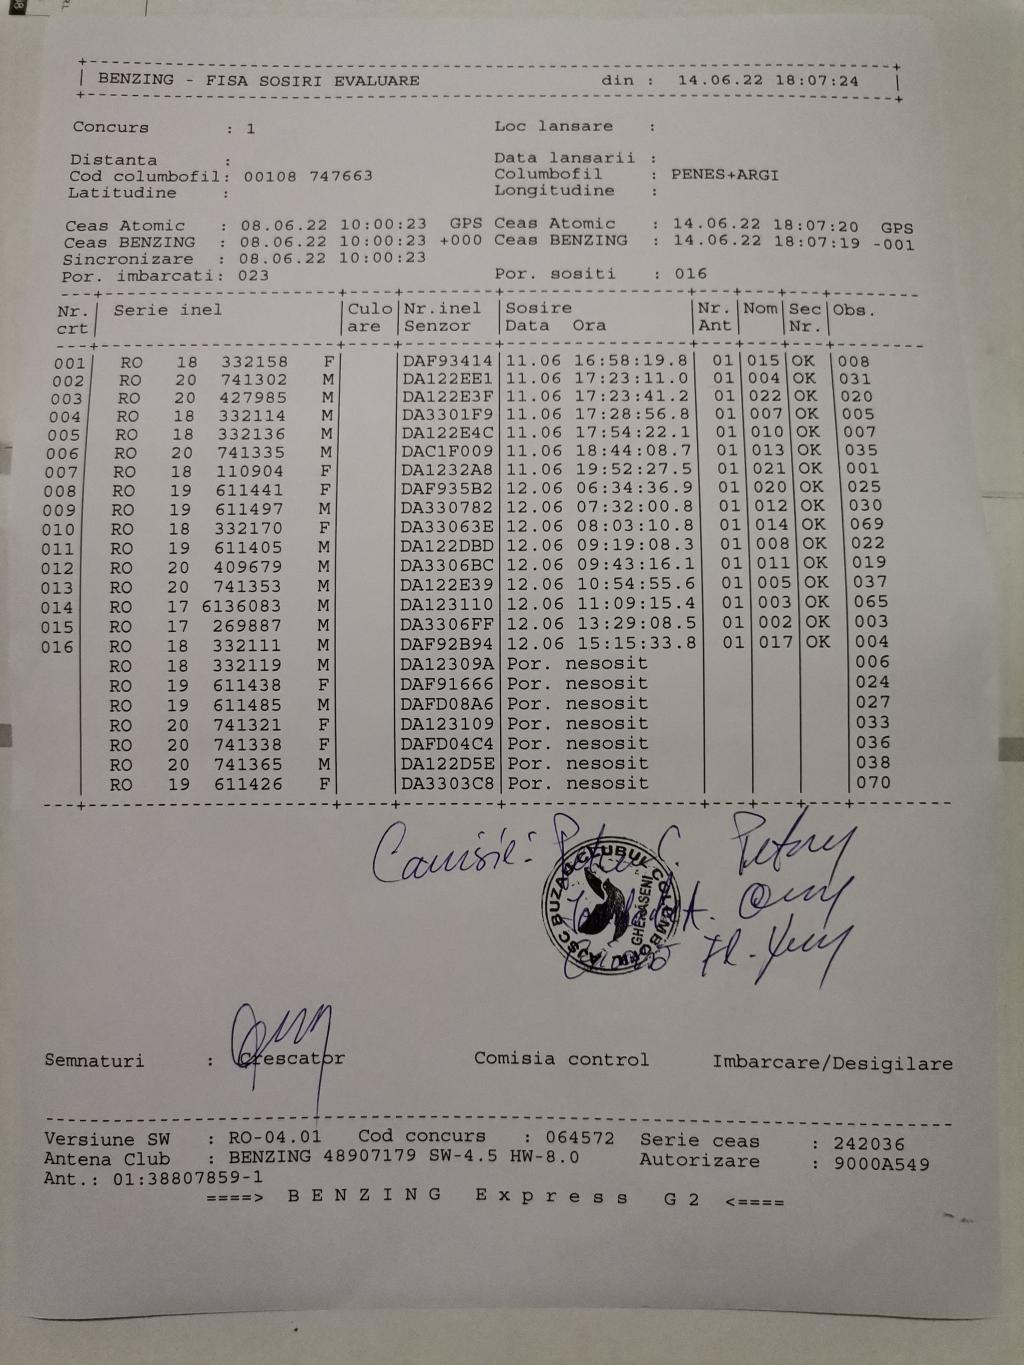 BENZING - FISA SOSIRI EVALUARE din : 14.06.22 18:07:24
Concurs : 1 Loc lansare :
Distanta : Data lansarii :
Cod columbofil: 00108 747663 Columbofil : PENES+ARGI
Latitudine : Longitudine :
Ceas Atomic : 08.06.22 10:00:23 GPS Ceas Atomic : 14.06.22 18:07:20 GPS
Ceas BENZING : 08.06.22 10:00:23 +000 Ceas BENZING : 14.06.22 18:07:19 -001
Sincronizare : 08.06.22 10:00:23
Por. imbarcati: 023 Por. sositi : 016
Nr. Serie inel Culo Nr.inel Sosire Nr. Nom Sec Obs.
crt are Senzor Data Ora Ant Nr.
001 RO 18 332158 F DAF93414 11.06 16:58:19.8 01 015 OK 008
002 RO 20 741302 M DA122EE1 11.06 17:23:11.0 01 004 OK 031
003 RO 20 427985 M DA122E3F 11.06 17:23:41.2 01 022 OK 020
004 RO 18 332114 M DA3301F9 11.06 17:28:56.8 01 007 OK 005
005 RO 18 332136 M DA122E4C 11.06 17:54:22.1 01 010 OK 007
006 RO 20 741335 M DAC1F009 11.06 18:44:08.7 01 013 OK 035
007 RO 18 110904 F DA1232A8 11.06 19:52:27.5 01 021 OK 001
008 RO 19 611441 F DAF935B2 12.06 06:34:36.9 01 020 OK 025
009 RO 19 611497 M DA330782 12.06 07:32:00.8 01 012 OK 030
010 RO 18 332170 F DA33063E 12.06 08:03:10.8 01 014 OK 069
011 RO 19 611405 M DA122DBD 12.06 09:19:08.3 01 008 OK 022
012 RO 20 409679 M DA3306BC 12.06 09:43:16.1 01 011 OK 019
013 RO 20 741353 M DA122E39 12.06 10:54:55.6 01 005 OK 037
014 RO 17 6136083 M DA123110 12.06 11:09:15.4 01 003 OK 065
015 RO 17 269887 M DA3306FF 12.06 13:29:08.5 01 002 OK 003
016 RO 18 332111 M DAF92B94 12.06 15:15:33.8 01 017 OK 004
RO 18 332119 M DA12309A Por. nesosit 006
RO 19 611438 F DAF91666 Por. nesosit 024
RO 19 611485 M DAFD08A6 Por. nesosit 027
RO 20 741321 F DA123109 Por. nesosit 033
RO 20 741338 F DAFD04C4 Por. nesosit 036
RO 20 741365 M DA122D5E Por. nesosit 038
RO 19 611426 F DA3303C8 Por. nesosit 070
AJSC BUZAU CLUBUL COLUMBOFIL
GHERASENI
Semnaturi : Crescator Comisia control Imbarcare/Desigilare
Versiune SW : RO-04.01 Cod concurs : 064572 Serie ceas : 242036
Antena Club : BENZING 48907179 SW-4.5 HW-8.0 Autorizare : 9000A549
Ant.: 01:38807859-1
====> BENZING Express G2 <====